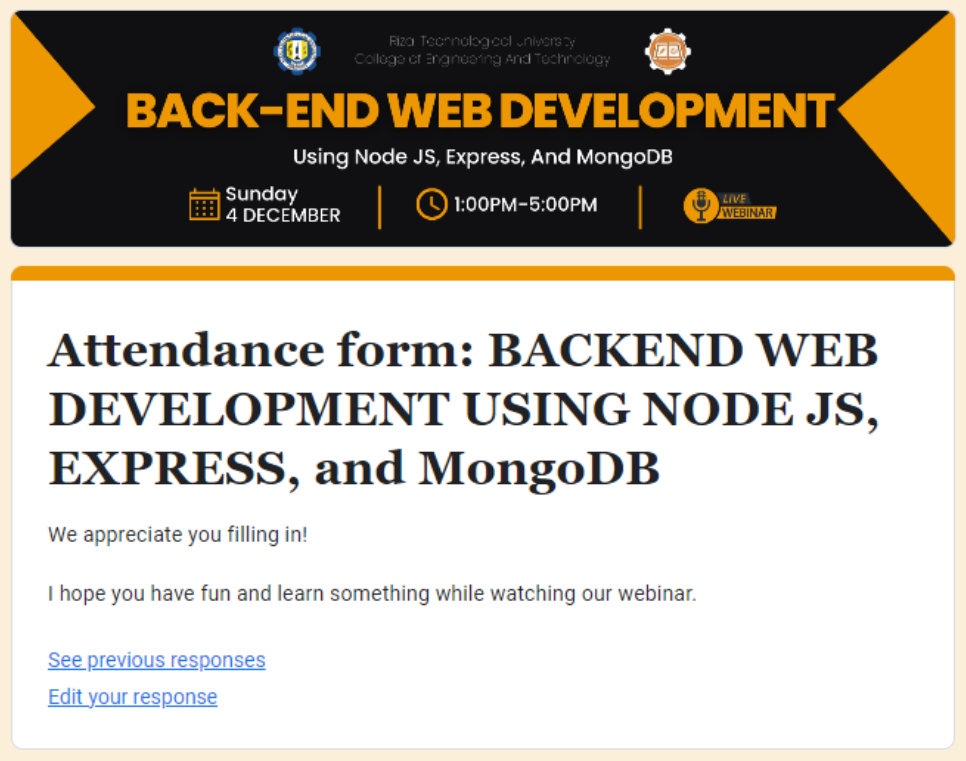 Rizal Technological University
College of Engineering And Technology
BACK-END WEB DEVELOPMENT
Using Node JS, Express, And MongoDB
Sunday
4 DECEMBER
1:00PM-5:00PM
LIVE
WEBINAR
Attendance form: BACKEND WEB
DEVELOPMENT USING NODE JS,
EXPRESS, and MongoDB
We appreciate you filling in!
I hope you have fun and learn something while watching our webinar.
See previous responses
Edit your response